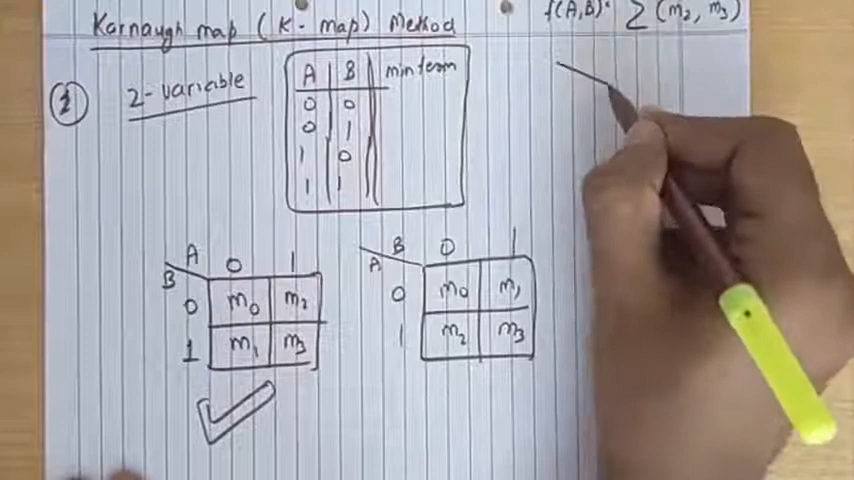 Karnaugh map (K-map) Method
f(A,B)= Σ(m2, m3)
1 2-variable
A B minterm
0 0
0 1
1 0
1 1
A 0 1
B
0 m0 m2
1 m1 m3
B 0 1
A
0 m0 m1
1 m2 m3